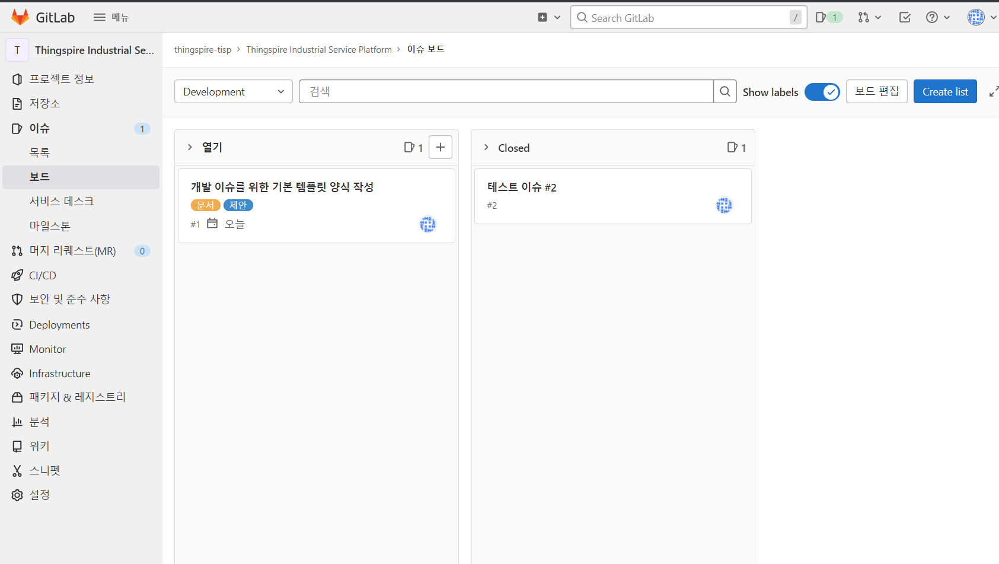 GitLab
메뉴
Search GitLab
/
1
T
Thingspire Industrial Se...
프로젝트 정보
저장소
이슈
1
목록
보드
서비스 데스크
마일스톤
머지 리퀘스트(MR)
0
CI/CD
보안 및 준수 사항
Deployments
Monitor
Infrastructure
패키지 & 레지스트리
분석
위키
스니펫
설정
thingspire-tisp > Thingspire Industrial Service Platform > 이슈 보드
Development
검색
Show labels
보드 편집
Create list
열기
1
개발 이슈를 위한 기본 템플릿 양식 작성
문서 제안
#1 오늘
Closed
1
테스트 이슈 #2
#2